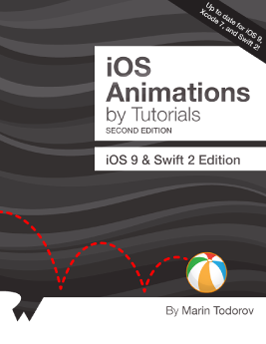 Up to date for iOS 9,
Xcode 7, and Swift 2!
iOS
Animations
by Tutorials
SECOND EDITION
iOS 9 & Swift 2 Edition
By Marin Todorov